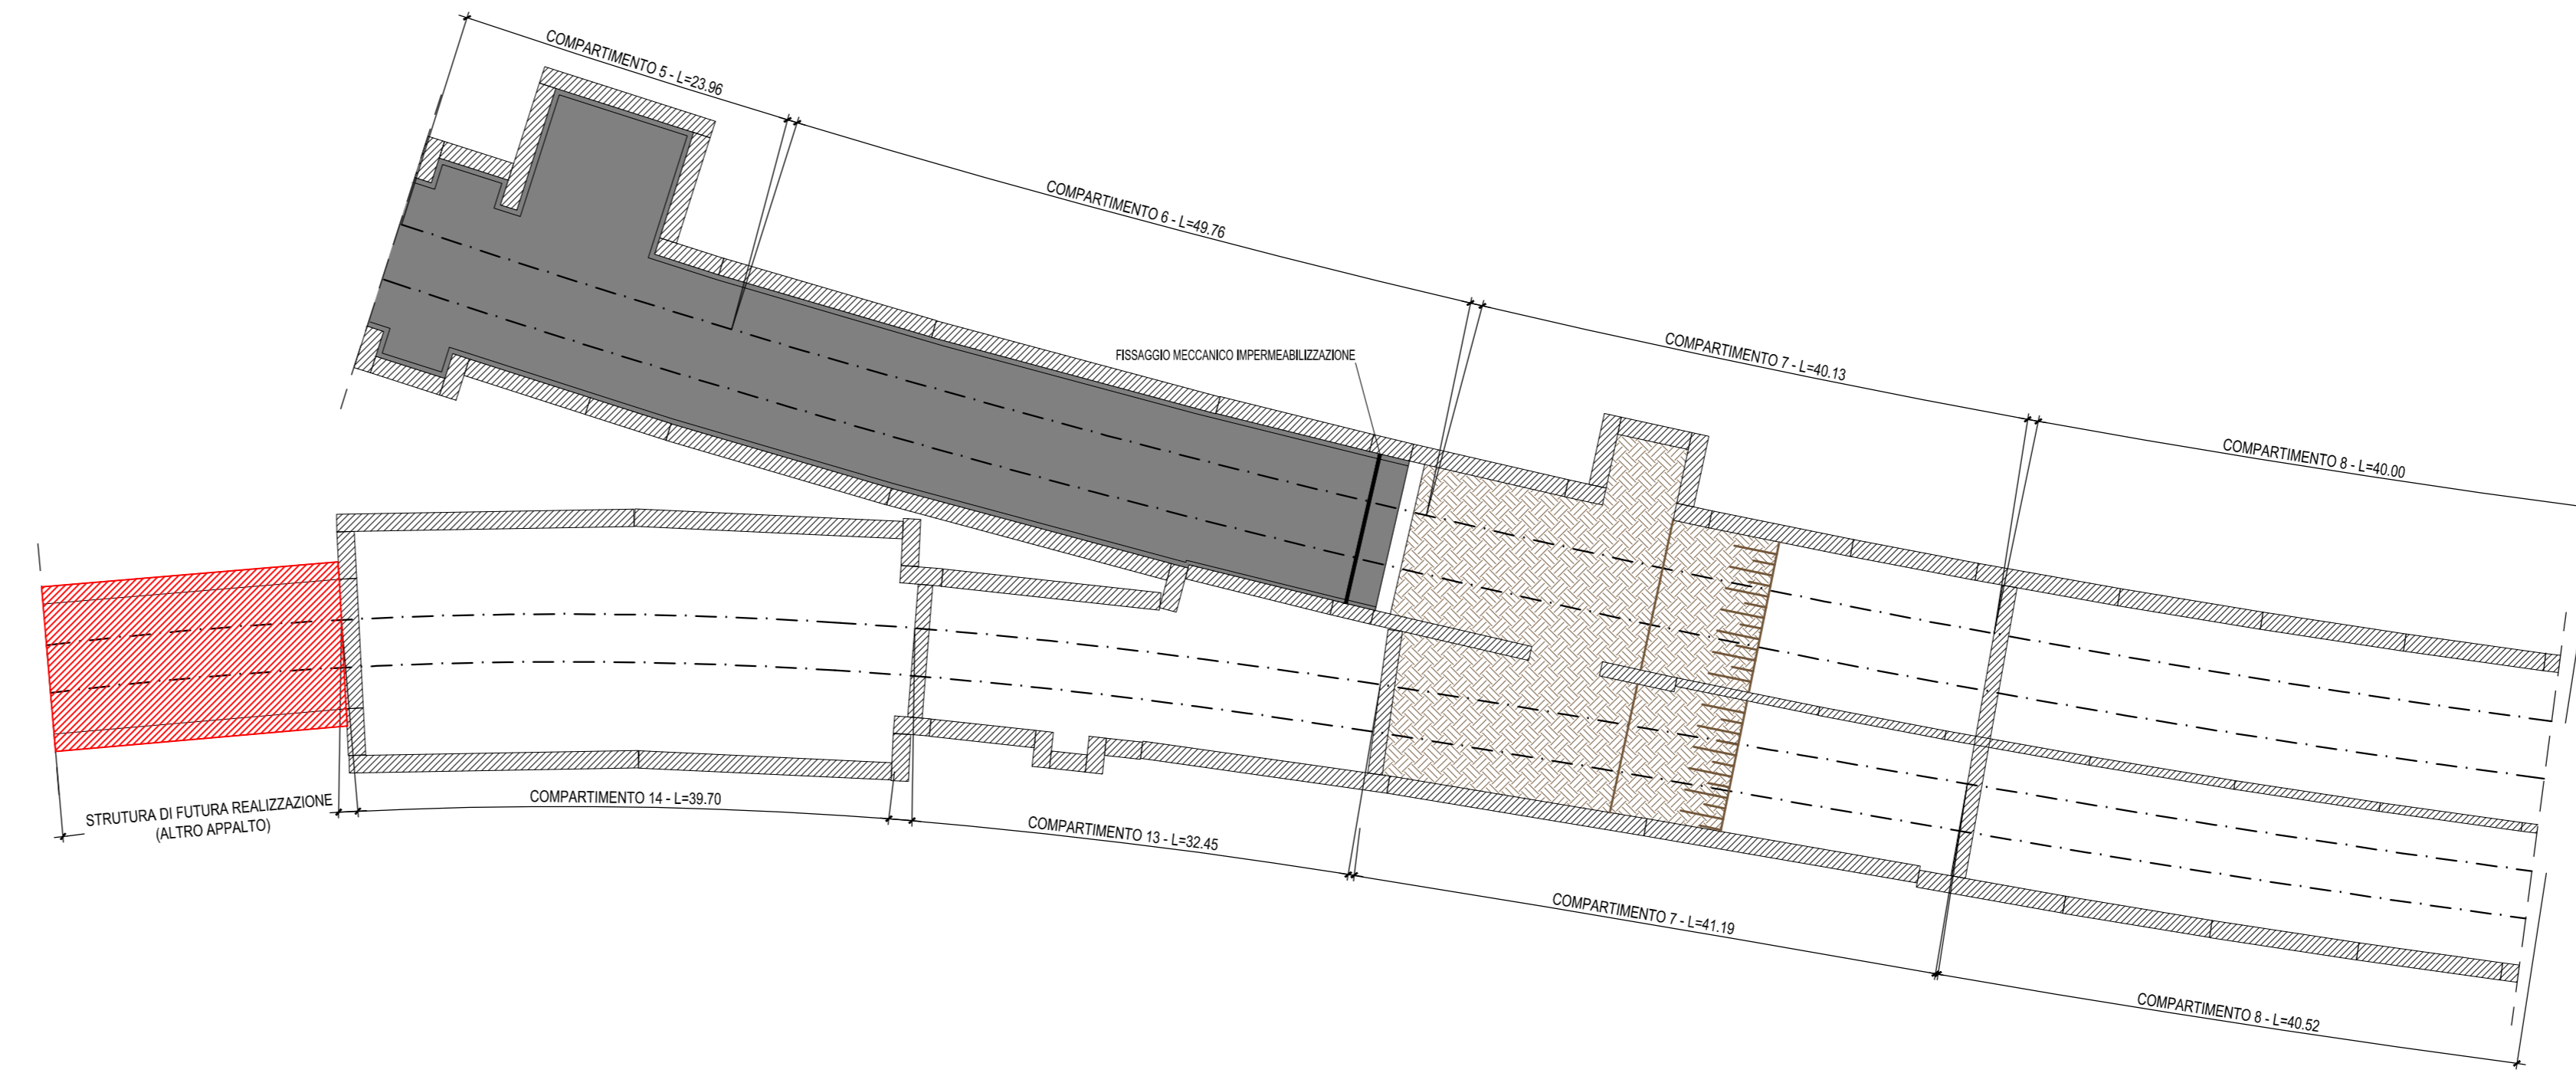 COMPARTIMENTO 5 - L=23.96
COMPARTIMENTO 6 - L=49.76
FISSAGGIO MECCANICO IMPERMEABILIZZAZIONE
COMPARTIMENTO 7 - L=40.13
COMPARTIMENTO 8 - L=40.00
STRUTURA DI FUTURA REALIZZAZIONE
(ALTRO APPALTO)
COMPARTIMENTO 14 - L=39.70
COMPARTIMENTO 13 - L=32.45
COMPARTIMENTO 7 - L=41.19
COMPARTIMENTO 8 - L=40.52